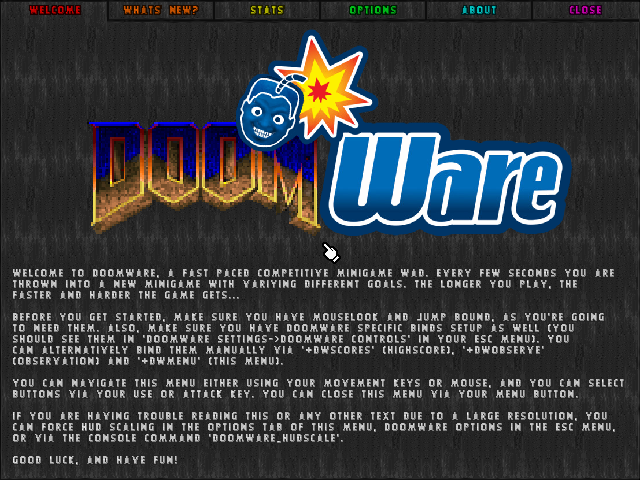 WELCOME WHATS NEW? STATS OPTIONS ABOUT CLOSE
DOOM Ware
WELCOME TO DOOMWARE, A FAST PACED COMPETITIVE MINIGAME WAD. EVERY FEW SECONDS YOU ARE
THROWN INTO A NEW MINIGAME WITH VARIYING DIFFERENT GOALS. THE LONGER YOU PLAY, THE
FASTER AND HARDER THE GAME GETS...
BEFORE YOU GET STARTED, MAKE SURE YOU HAVE MOUSELOOK AND JUMP BOUND, AS YOU'RE GOING
TO NEED THEM. ALSO, MAKE SURE YOU HAVE DOOMWARE SPECIFIC BINDS SETUP AS WELL (YOU
SHOULD SEE THEM IN 'DOOMWARE SETTINGS->DOOMWARE CONTROLS' IN YOUR ESC MENU). YOU
CAN ALTERNATIVELY BIND THEM MANUALLY VIA '+DWSCORES' (HIGHSCORE), '+DWOBSERVE'
(OBSERVATION) AND '+DWMENU' (THIS MENU).
YOU CAN NAVIGATE THIS MENU EITHER USING YOUR MOVEMENT KEYS OR MOUSE, AND YOU CAN SELECT
BUTTONS VIA YOUR USE OR ATTACK KEY. YOU CAN CLOSE THIS MENU VIA YOUR MENU BUTTON.
IF YOU ARE HAVING TROUBLE READING THIS OR ANY OTHER TEXT DUE TO A LARGE RESOLUTION, YOU
CAN FORCE HUD SCALING IN THE OPTIONS TAB OF THIS MENU, DOOMWARE OPTIONS IN THE ESC MENU,
OR VIA THE CONSOLE COMMAND 'DOOMWARE_HUDSCALE'.
GOOD LUCK, AND HAVE FUN!